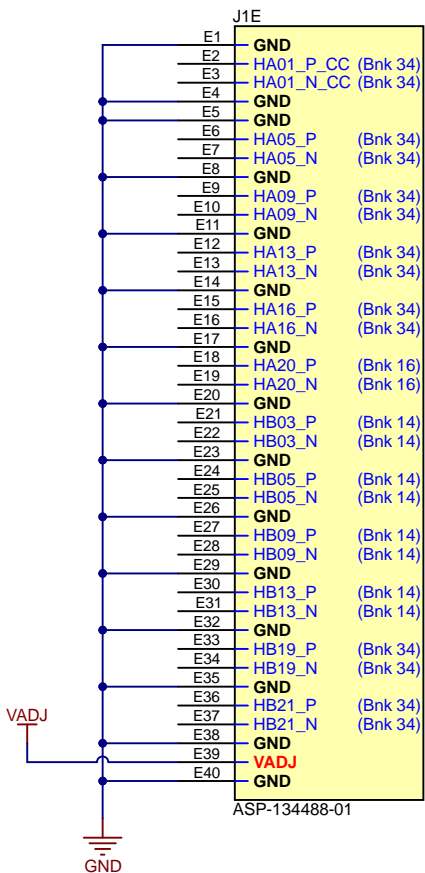 J1E
E1 GND
E2 HA01_P_CC (Bnk 34)
E3 HA01_N_CC (Bnk 34)
E4 GND
E5 GND
E6 HA05_P (Bnk 34)
E7 HA05_N (Bnk 34)
E8 GND
E9 HA09_P (Bnk 34)
E10 HA09_N (Bnk 34)
E11 GND
E12 HA13_P (Bnk 34)
E13 HA13_N (Bnk 34)
E14 GND
E15 HA16_P (Bnk 34)
E16 HA16_N (Bnk 34)
E17 GND
E18 HA20_P (Bnk 16)
E19 HA20_N (Bnk 16)
E20 GND
E21 HB03_P (Bnk 14)
E22 HB03_N (Bnk 14)
E23 GND
E24 HB05_P (Bnk 14)
E25 HB05_N (Bnk 14)
E26 GND
E27 HB09_P (Bnk 14)
E28 HB09_N (Bnk 14)
E29 GND
E30 HB13_P (Bnk 14)
E31 HB13_N (Bnk 14)
E32 GND
E33 HB19_P (Bnk 34)
E34 HB19_N (Bnk 34)
E35 GND
E36 HB21_P (Bnk 34)
VADJ
E37 HB21_N (Bnk 34)
E38 GND
E39 VADJ
E40 GND
ASP-134488-01
GND